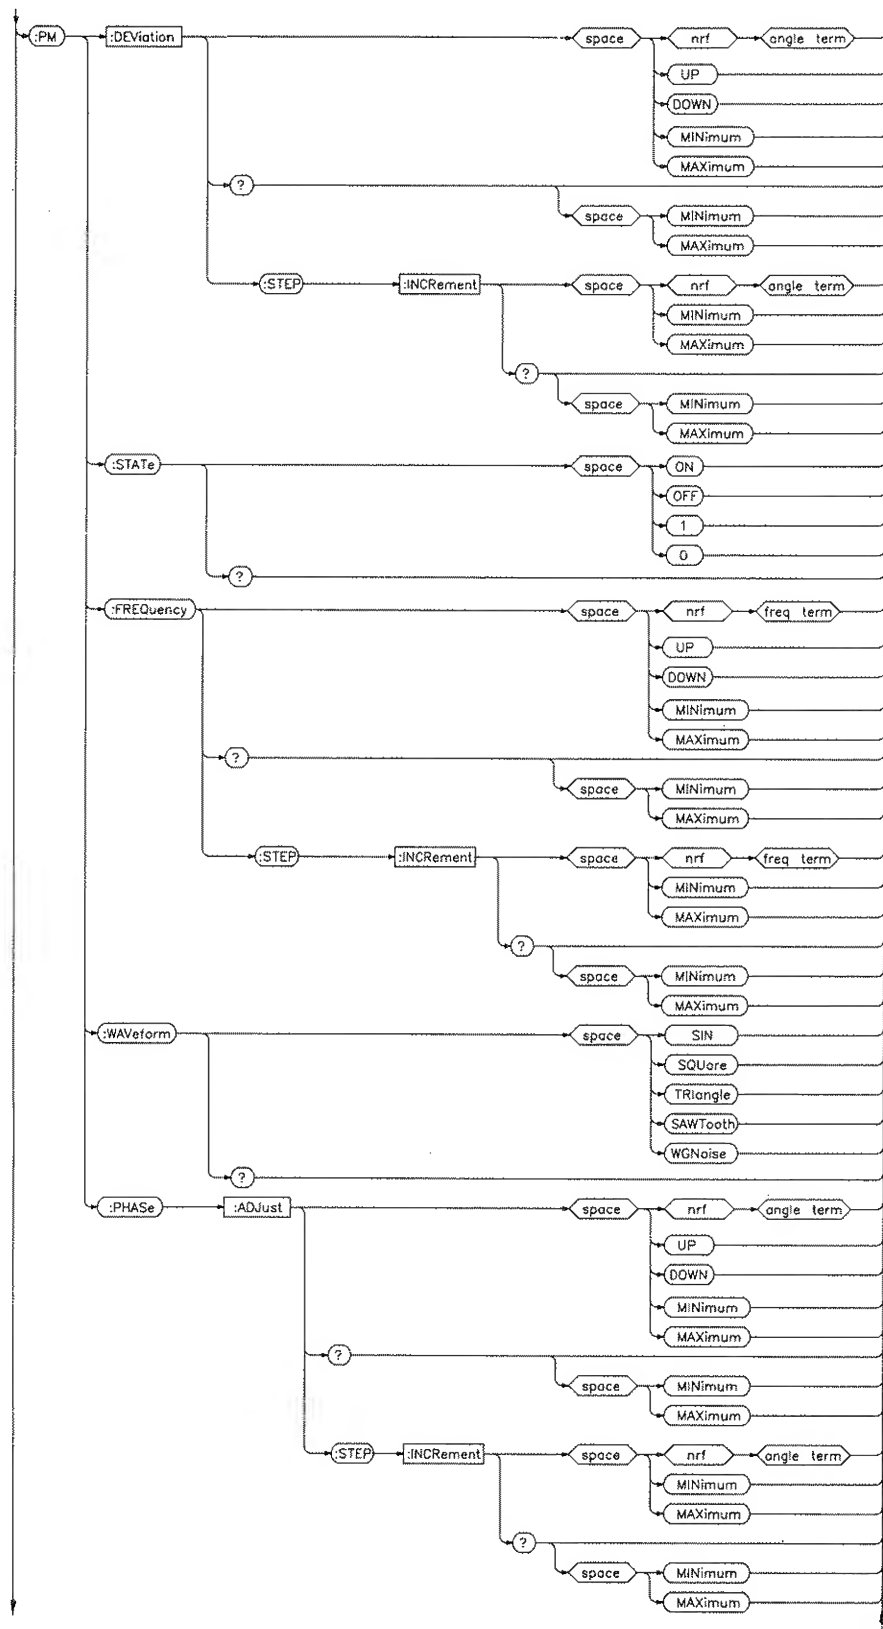 :PM :DEViation space nrf angle term
UP
DOWN
MINimum
MAXimum
?
space MINimum
MAXimum
:STEP :INCRement space nrf angle term
MINimum
MAXimum
?
space MINimum
MAXimum
:STATe space ON
OFF
1
0
?
:FREQuency space nrf freq term
UP
DOWN
MINimum
MAXimum
?
space MINimum
MAXimum
:STEP :INCRement space nrf freq term
MINimum
MAXimum
?
space MINimum
MAXimum
:WAVeform space SIN
SQUare
TRIangle
SAWTooth
WGNoise
?
:PHASe :ADJust space nrf angle term
UP
DOWN
MINimum
MAXimum
?
space MINimum
MAXimum
:STEP :INCRement space nrf angle term
MINimum
MAXimum
?
space MINimum
MAXimum